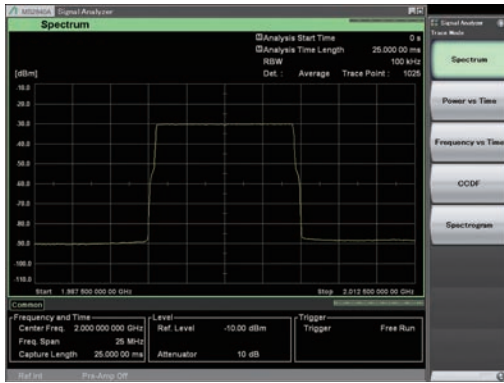 MS2840A Signal Analyzer
Spectrum
Analysis Start Time 0 s
Analysis Time Length 25.000 00 ms
RBW 100 kHz
Det. : Average Trace Point : 1025
[dBm]
-10.0
-20.0
-30.0
-40.0
-50.0
-60.0
-70.0
-80.0
-90.0
-100.0
-110.0
Start 1.987 500 000 00 GHz Stop 2.012 500 000 00 GHz
Common
Frequency and Time
Center Freq. 2.000 000 000 GHz
Freq. Span 25 MHz
Capture Length 25.000 00 ms
Level
Ref. Level -10.00 dBm
Attenuator 10 dB
Trigger
Trigger Free Run
Ref.Int Pre-Amp Off
Signal Analyzer
Trace Mode
Spectrum
Power vs Time
Frequency vs Time
CCDF
Spectrogram